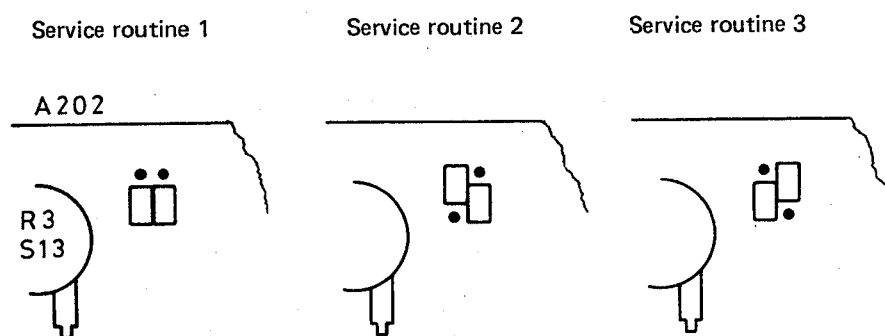 Service routine 1
Service routine 2
Service routine 3
A202
R3
S13